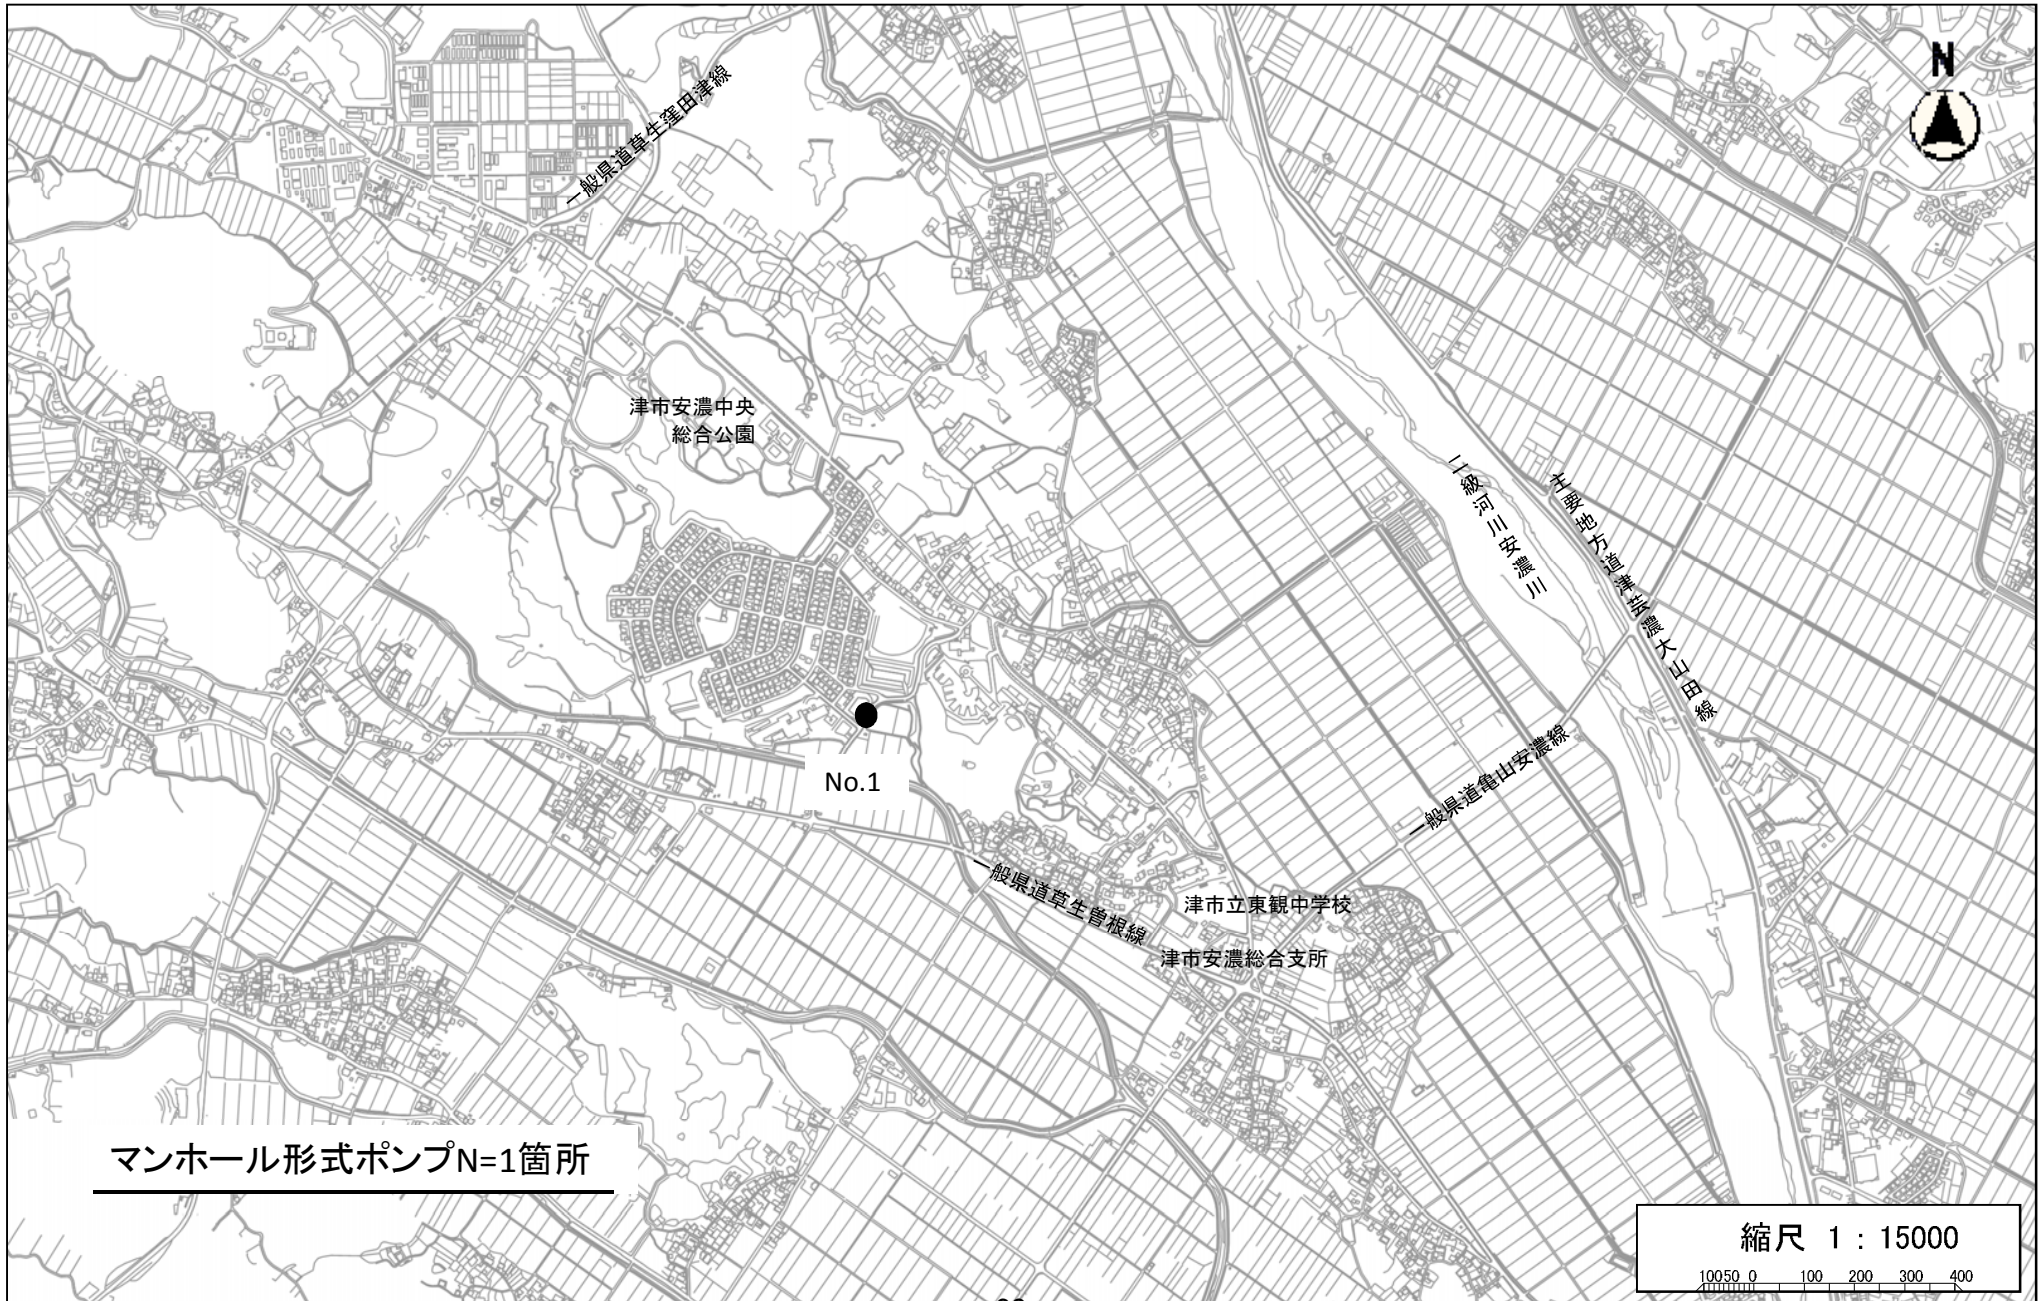 N
一般県道草生窪田津線
津市安濃中央
総合公園
二級河川安濃川
主要地方道津芸濃大山田線
No.1
一般県道亀山安濃線
一般県道草生曽根線
津市立東観中学校
津市安濃総合支所
マンホール形式ポンプN=1箇所
縮尺 1：15000
10050 0 100 200 300 400